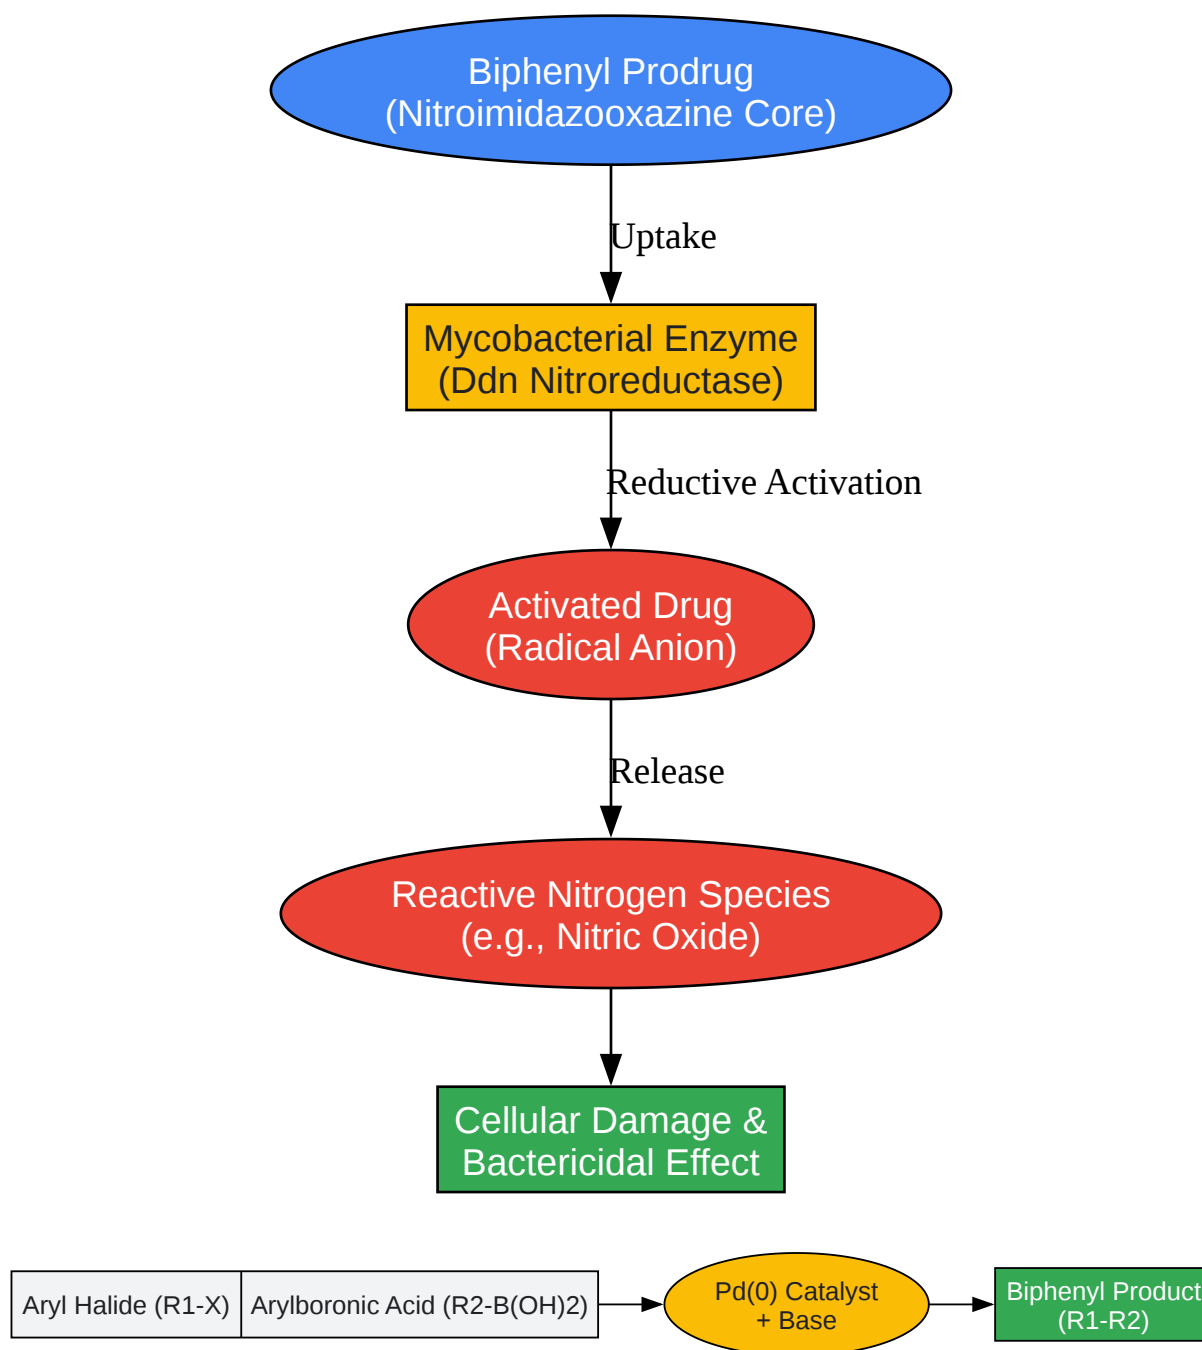 Biphenyl Prodrug
(Nitroimidazooxazine Core)
Uptake
Mycobacterial Enzyme
(Ddn Nitroreductase)
Reductive Activation
Activated Drug
(Radical Anion)
Release
Reactive Nitrogen Species
(e.g., Nitric Oxide)
Cellular Damage &
Bactericidal Effect
Aryl Halide (R1-X)
Arylboronic Acid (R2-B(OH)2)
Pd(0) Catalyst
+ Base
Biphenyl Product
(R1-R2)